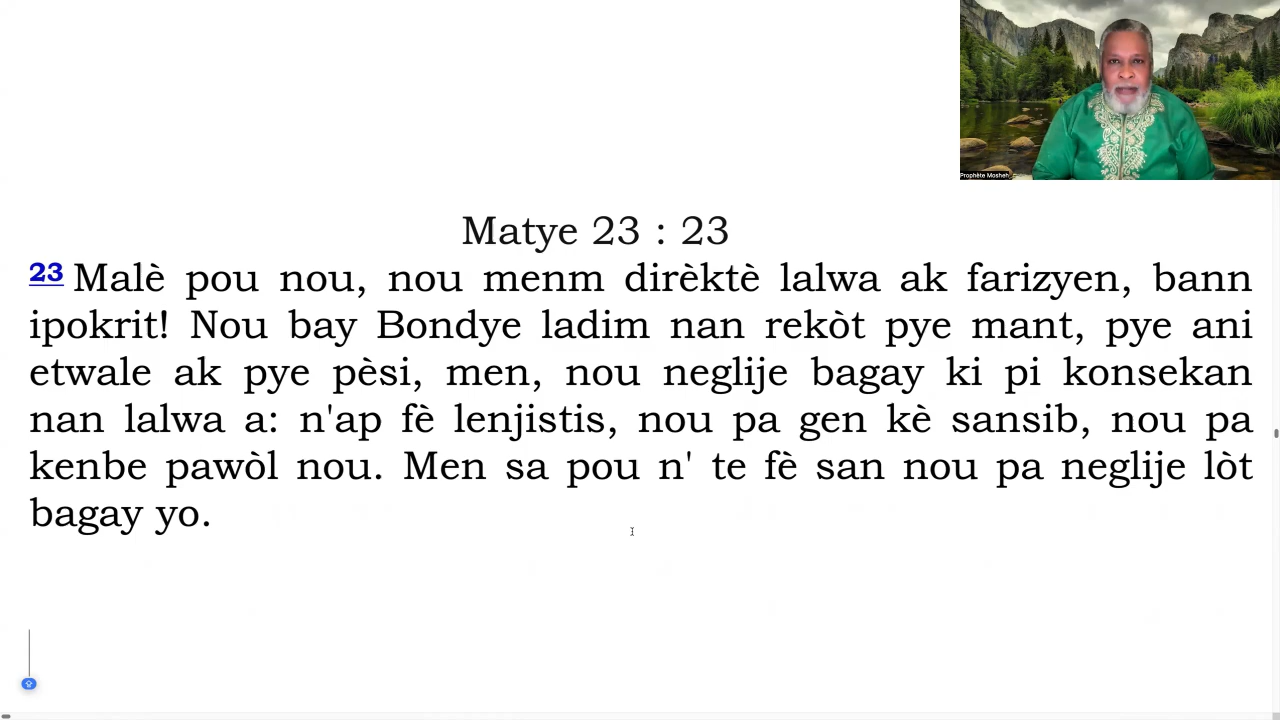 Prophète Mosheh
Matye 23 : 23
23 Malè pou nou, nou menm dirèktè lalwa ak farizyen, bann
ipokrit! Nou bay Bondye ladim nan rekòt pye mant, pye ani
etwale ak pye pèsi, men, nou neglije bagay ki pi konsekan
nan lalwa a: n'ap fè lenjistis, nou pa gen kè sansib, nou pa
kenbe pawòl nou. Men sa pou n' te fè san nou pa neglije lòt
bagay yo.